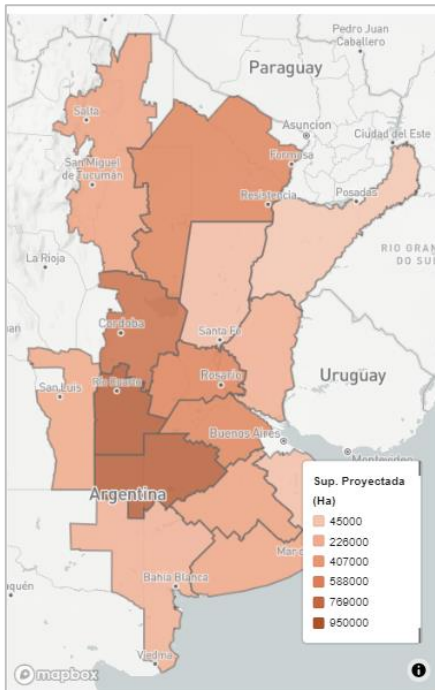 Pedro Juan
Caballero
Paraguay
Salta
Asuncion
Ciudad del Este
Formosa
San Miguel
de Tucumán
Resistencia
Posadas
RIO GRAN
DO SU
La Rioja
Córdoba
Santa Fe
San Luis
Río Cuarto
Rosario
Uruguay
Buenos Aires
Montevideo
Argentina
Sup. Proyectada
(Ha)
45000
226000
407000
588000
769000
950000
Mar d
Bahía Blanca
quén
Viedma
mapbox